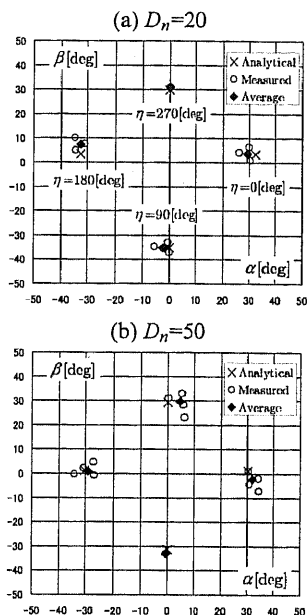 (a) Dn=20
50
40
30
20
10
0
-10
-20
-30
-40
-50
β[deg]
× Analytical
○ Measured
◆ Average
η=270[deg]
η=180[deg]
η=0[deg]
η=90[deg]
α[deg]
-50 -40 -30 -20 -10 0 10 20 30 40 50
(b) Dn=50
50
40
30
20
10
0
-10
-20
-30
-40
-50
β[deg]
× Analytical
○ Measured
◆ Average
α[deg]
-50 -40 -30 -20 -10 0 10 20 30 40 50